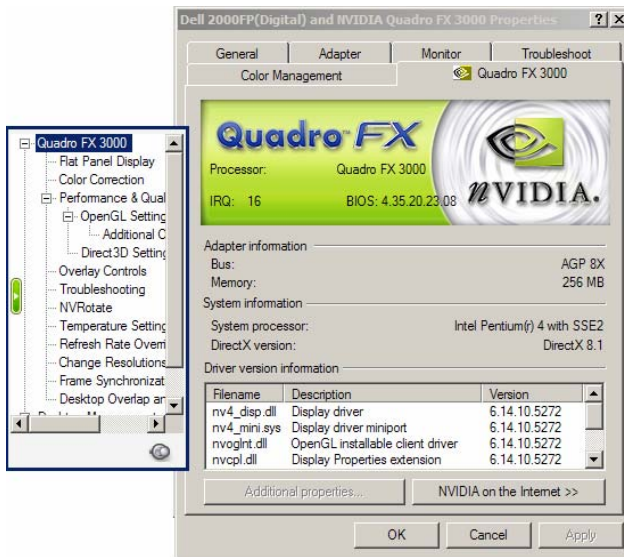 Dell 2000FP(Digital) and NVIDIA Quadro FX 3000 Properties
General Adapter Monitor Troubleshoot
Color Management Quadro FX 3000
Quadro FX
Processor: Quadro FX 3000
IRQ: 16 BIOS: 4.35.20.23.08
nVIDIA.
Adapter information
Bus: AGP 8X
Memory: 256 MB
System information
System processor: Intel Pentium(r) 4 with SSE2
DirectX version: DirectX 8.1
Driver version information
Filename Description Version
nv4_disp.dll Display driver 6.14.10.5272
nv4_mini.sys Display driver miniport 6.14.10.5272
nvoglnt.dll OpenGL installable client driver 6.14.10.5272
nvcpl.dll Display Properties extension 6.14.10.5272
Additional properties... NVIDIA on the Internet >>
OK Cancel Apply
Quadro FX 3000
Flat Panel Display
Color Correction
Performance & Qual
OpenGL Setting
Additional O
Direct3D Setting
Overlay Controls
Troubleshooting
NVRotate
Temperature Setting
Refresh Rate Overri
Change Resolutions
Frame Synchronizat
Desktop Overlap an